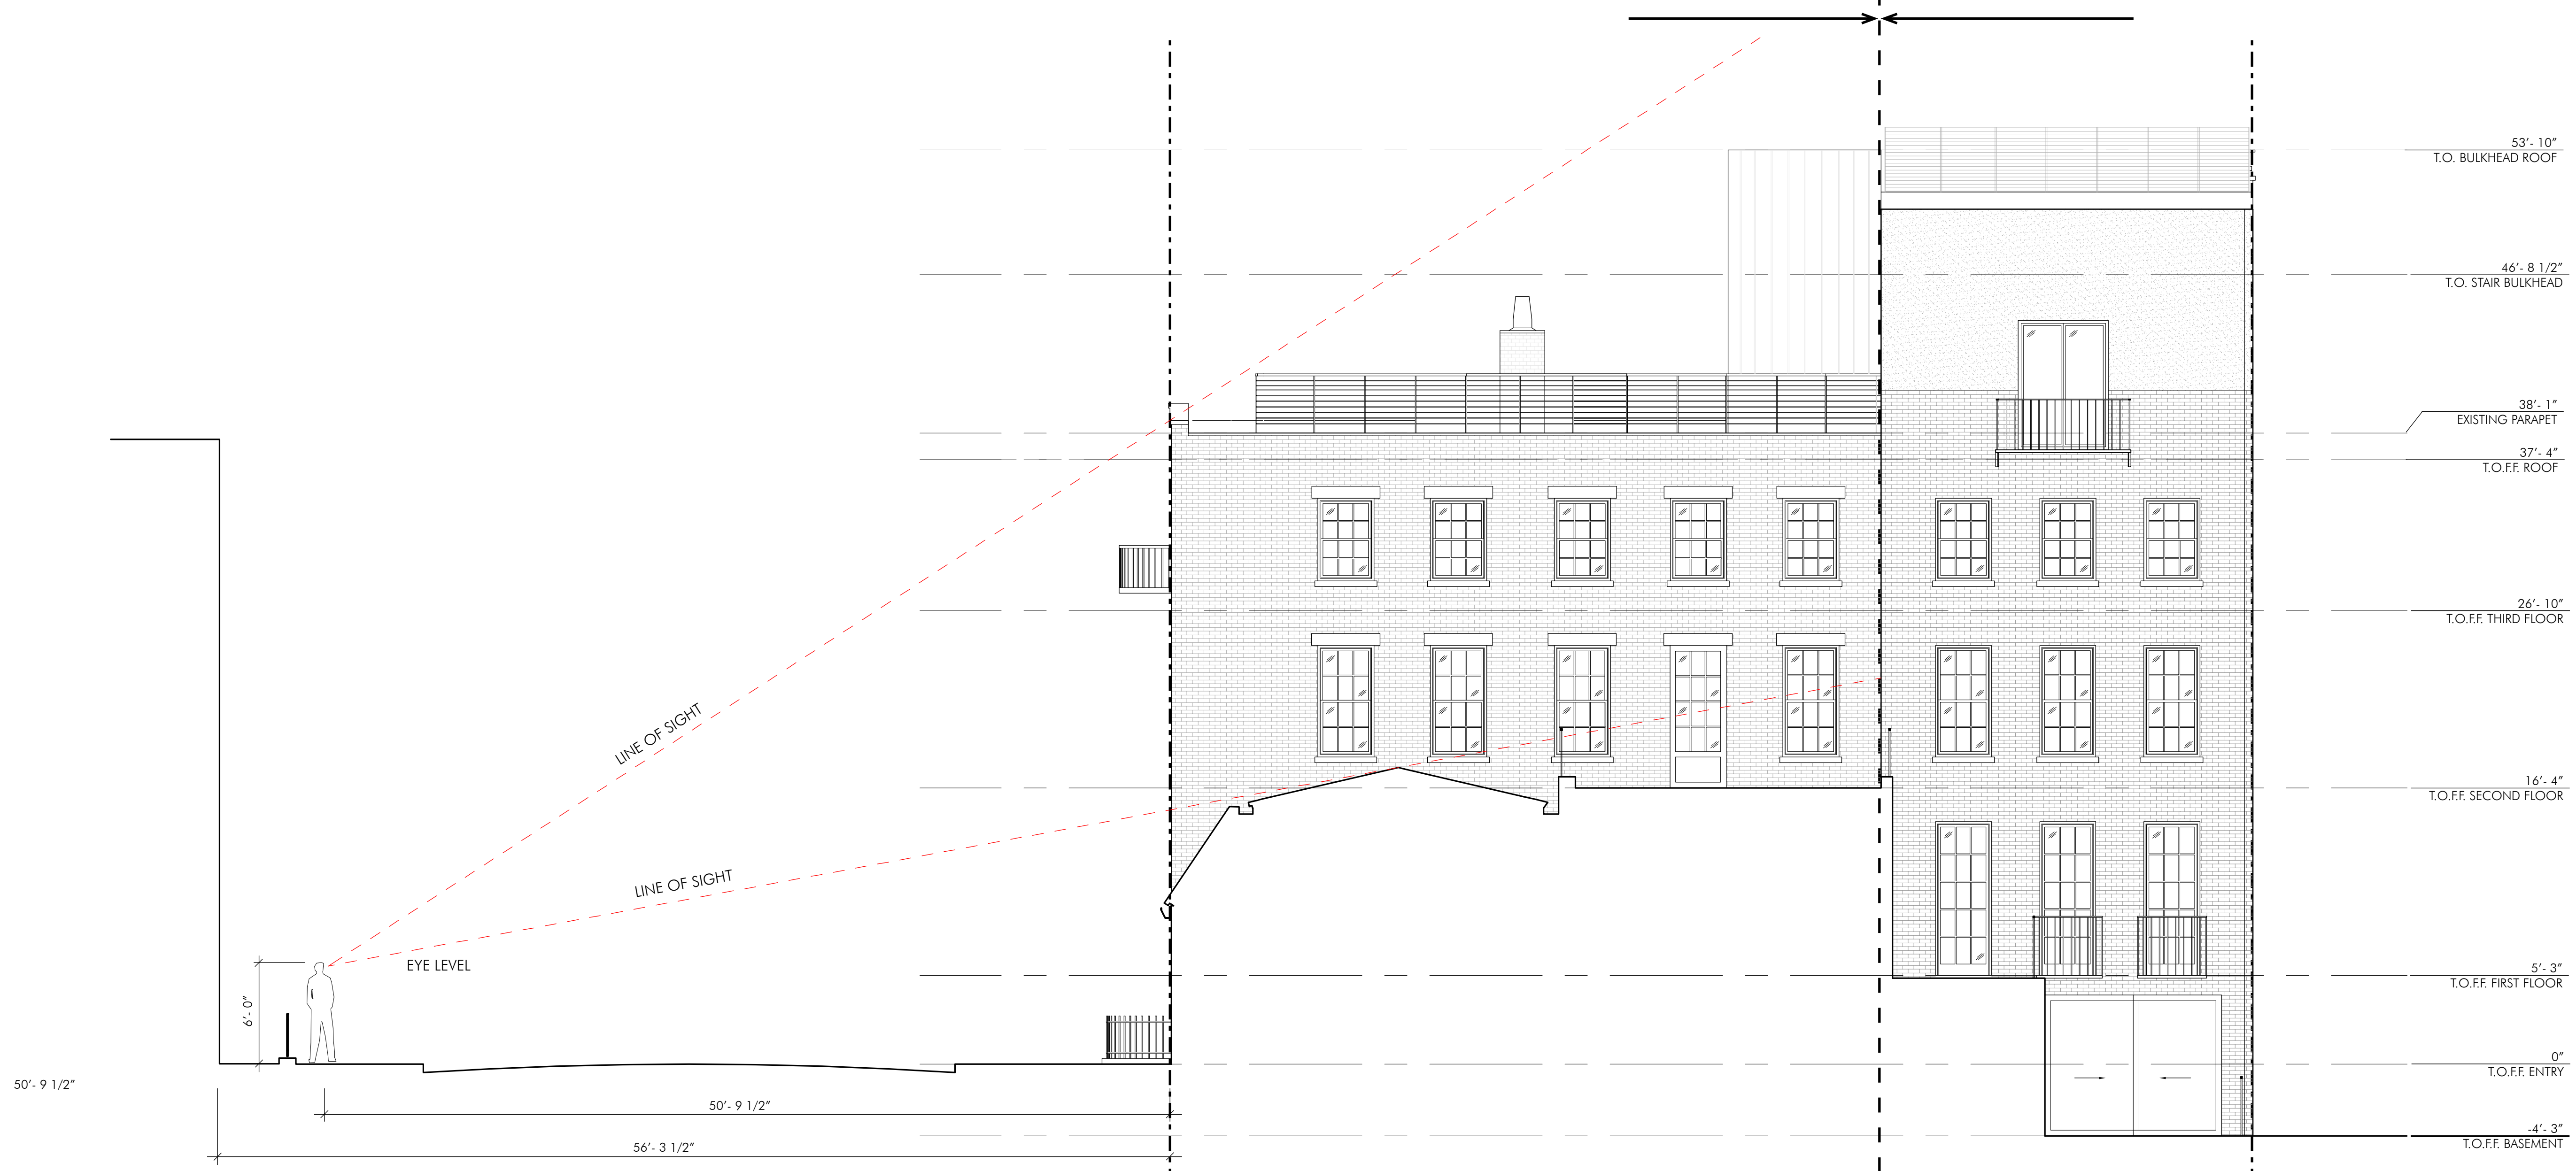 53'- 10"
T.O. BULKHEAD ROOF
46'- 8 1/2"
T.O. STAIR BULKHEAD
38'- 1"
EXISTING PARAPET
37'- 4"
T.O.F.F. ROOF
26'- 10"
T.O.F.F. THIRD FLOOR
LINE OF SIGHT
16'- 4"
T.O.F.F. SECOND FLOOR
LINE OF SIGHT
EYE LEVEL
6'- 0"
5'- 3"
T.O.F.F. FIRST FLOOR
0"
T.O.F.F. ENTRY
50'- 9 1/2"
50'- 9 1/2"
56'- 3 1/2"
-4'- 3"
T.O.F.F. BASEMENT